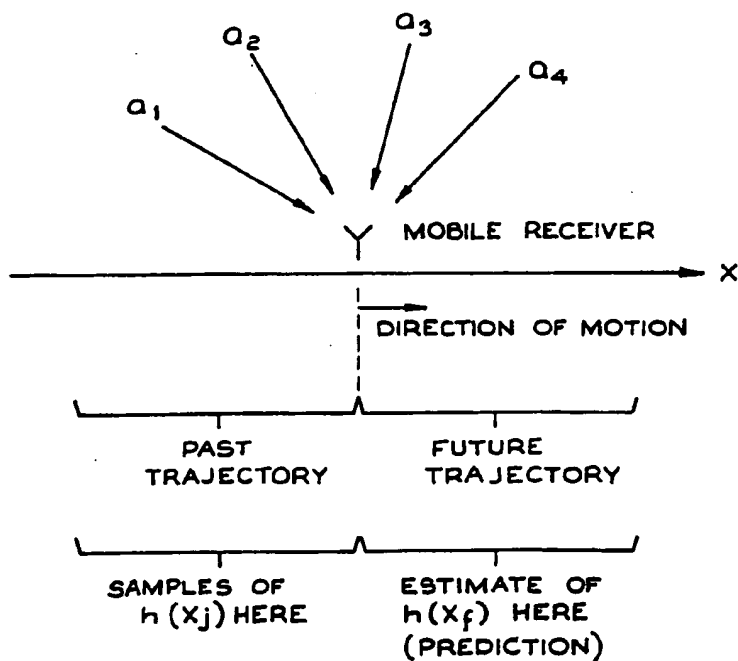 a1
a2
a3
a4
MOBILE RECEIVER
X
DIRECTION OF MOTION
PAST
TRAJECTORY
FUTURE
TRAJECTORY
SAMPLES OF
h(Xj) HERE
ESTIMATE OF
h(Xf) HERE
(PREDICTION)